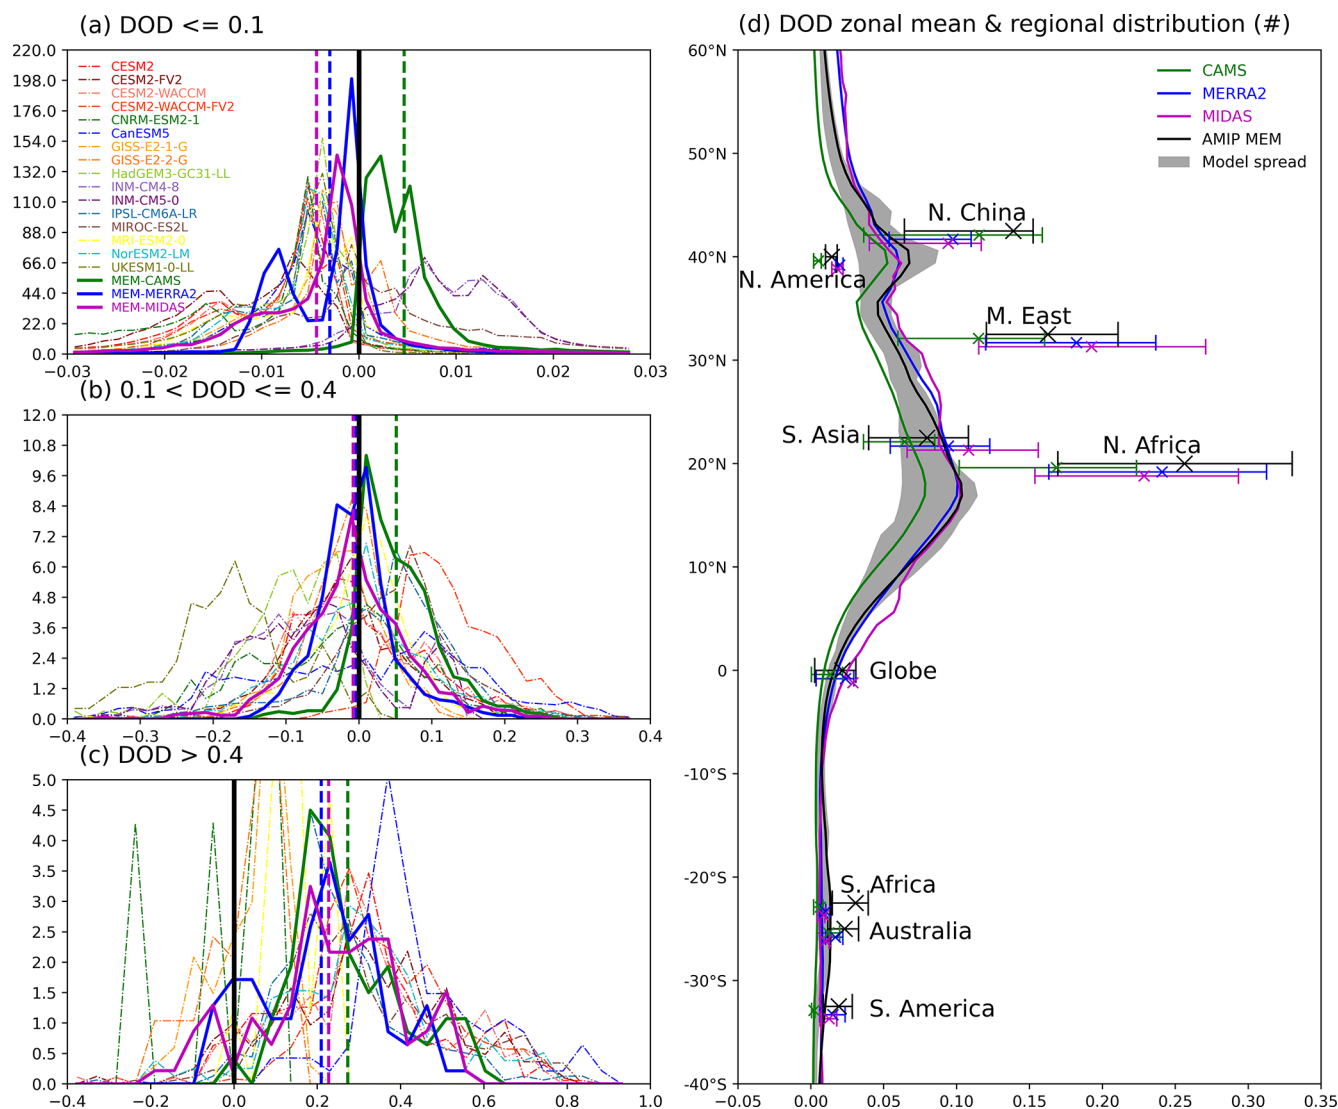 (a) DOD <= 0.1
220.0
198.0
176.0
154.0
132.0
110.0
88.0
66.0
44.0
22.0
0.0
CESM2
CESM2-FV2
CESM2-WACCM
CESM2-WACCM-FV2
CNRM-ESM2-1
CanESM5
GISS-E2-1-G
GISS-E2-2-G
HadGEM3-GC31-LL
INM-CM4-8
INM-CM5-0
IPSL-CM6A-LR
MIROC-ES2L
MRI-ESM2-0
NorESM2-LM
UKESM1-0-LL
MEM-CAMS
MEM-MERRA2
MEM-MIDAS
−0.03 −0.02 −0.01 0.00 0.01 0.02 0.03
(b) 0.1 < DOD <= 0.4
12.0
10.8
9.6
8.4
7.2
6.0
4.8
3.6
2.4
1.2
0.0
−0.4 −0.3 −0.2 −0.1 0.0 0.1 0.2 0.3 0.4
(c) DOD > 0.4
5.0
4.5
4.0
3.5
3.0
2.5
2.0
1.5
1.0
0.5
0.0
−0.4 −0.2 0.0 0.2 0.4 0.6 0.8 1.0
(d) DOD zonal mean & regional distribution (#)
60°N
50°N
40°N
30°N
20°N
10°N
0
-10°S
-20°S
-30°S
-40°S
CAMS
MERRA2
MIDAS
AMIP MEM
Model spread
N. China
N. America
M. East
S. Asia
N. Africa
Globe
S. Africa
Australia
S. America
−0.05 0.00 0.05 0.10 0.15 0.20 0.25 0.30 0.35